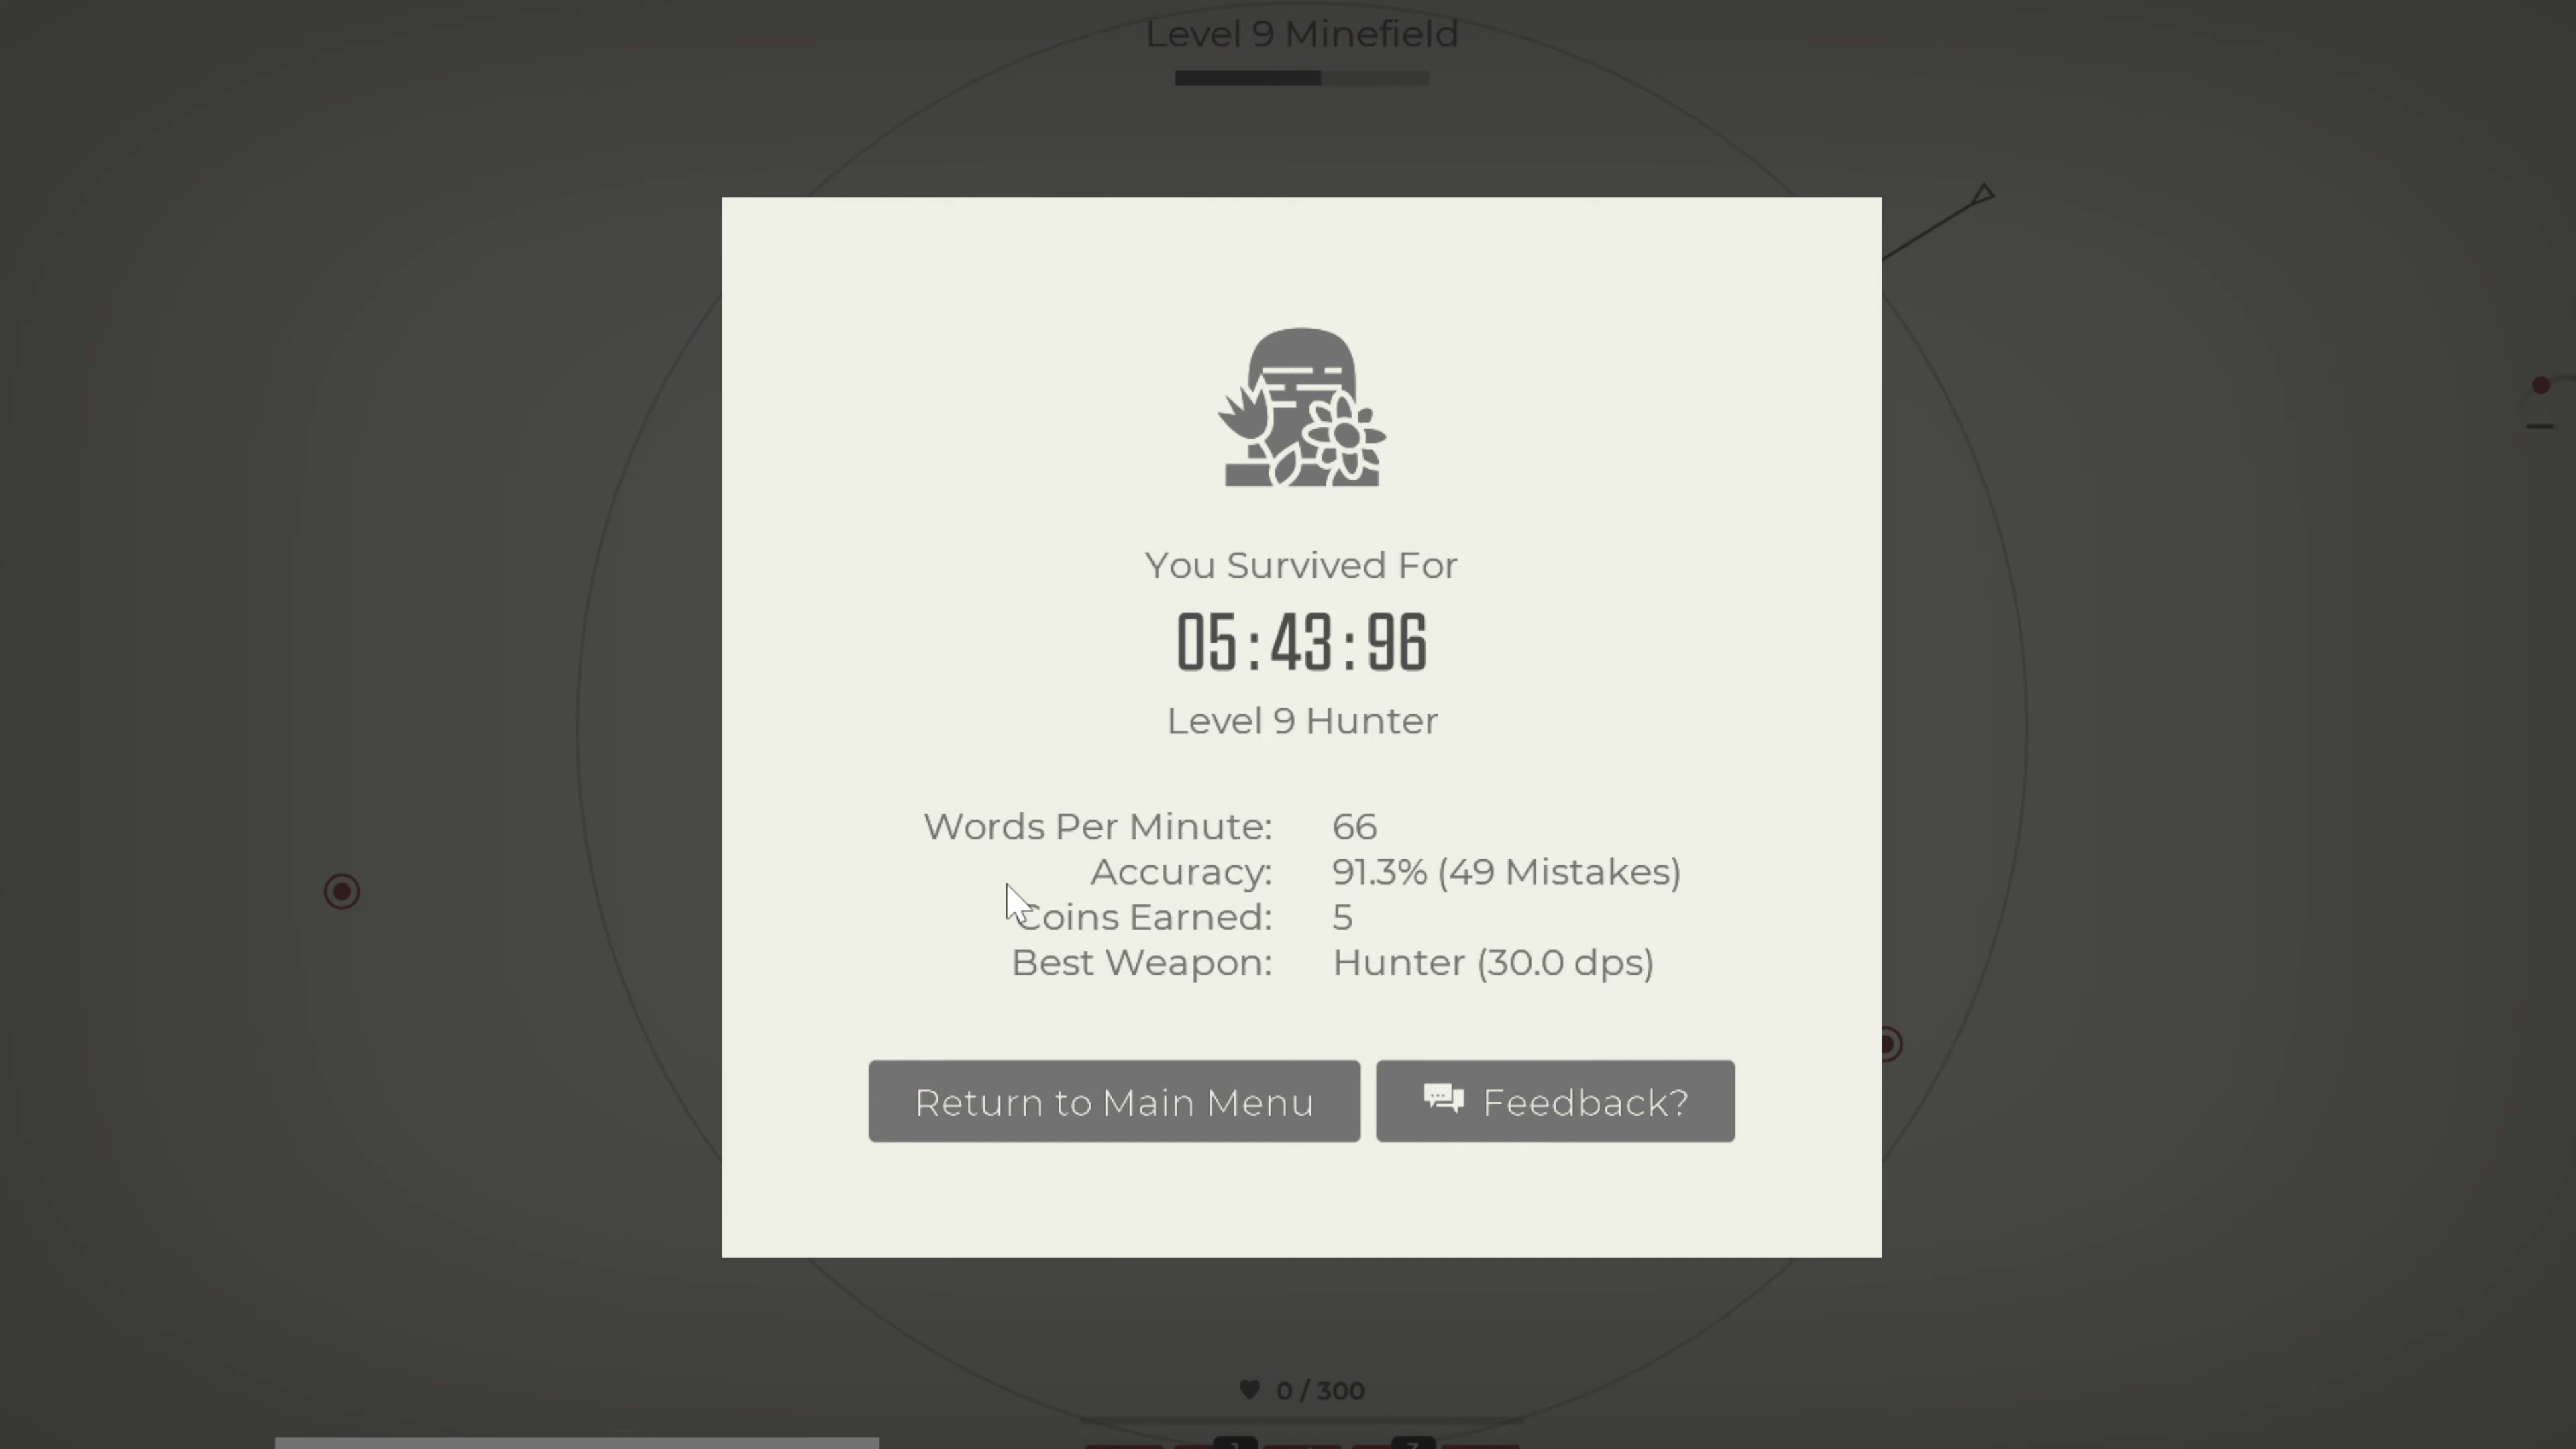 Level 9 Minefield
You Survived For
05:43:96
Level 9 Hunter
Words Per Minute: 66
Accuracy: 91.3% (49 Mistakes)
Coins Earned: 5
Best Weapon: Hunter (30.0 dps)
Return to Main Menu
Feedback?
0 / 300